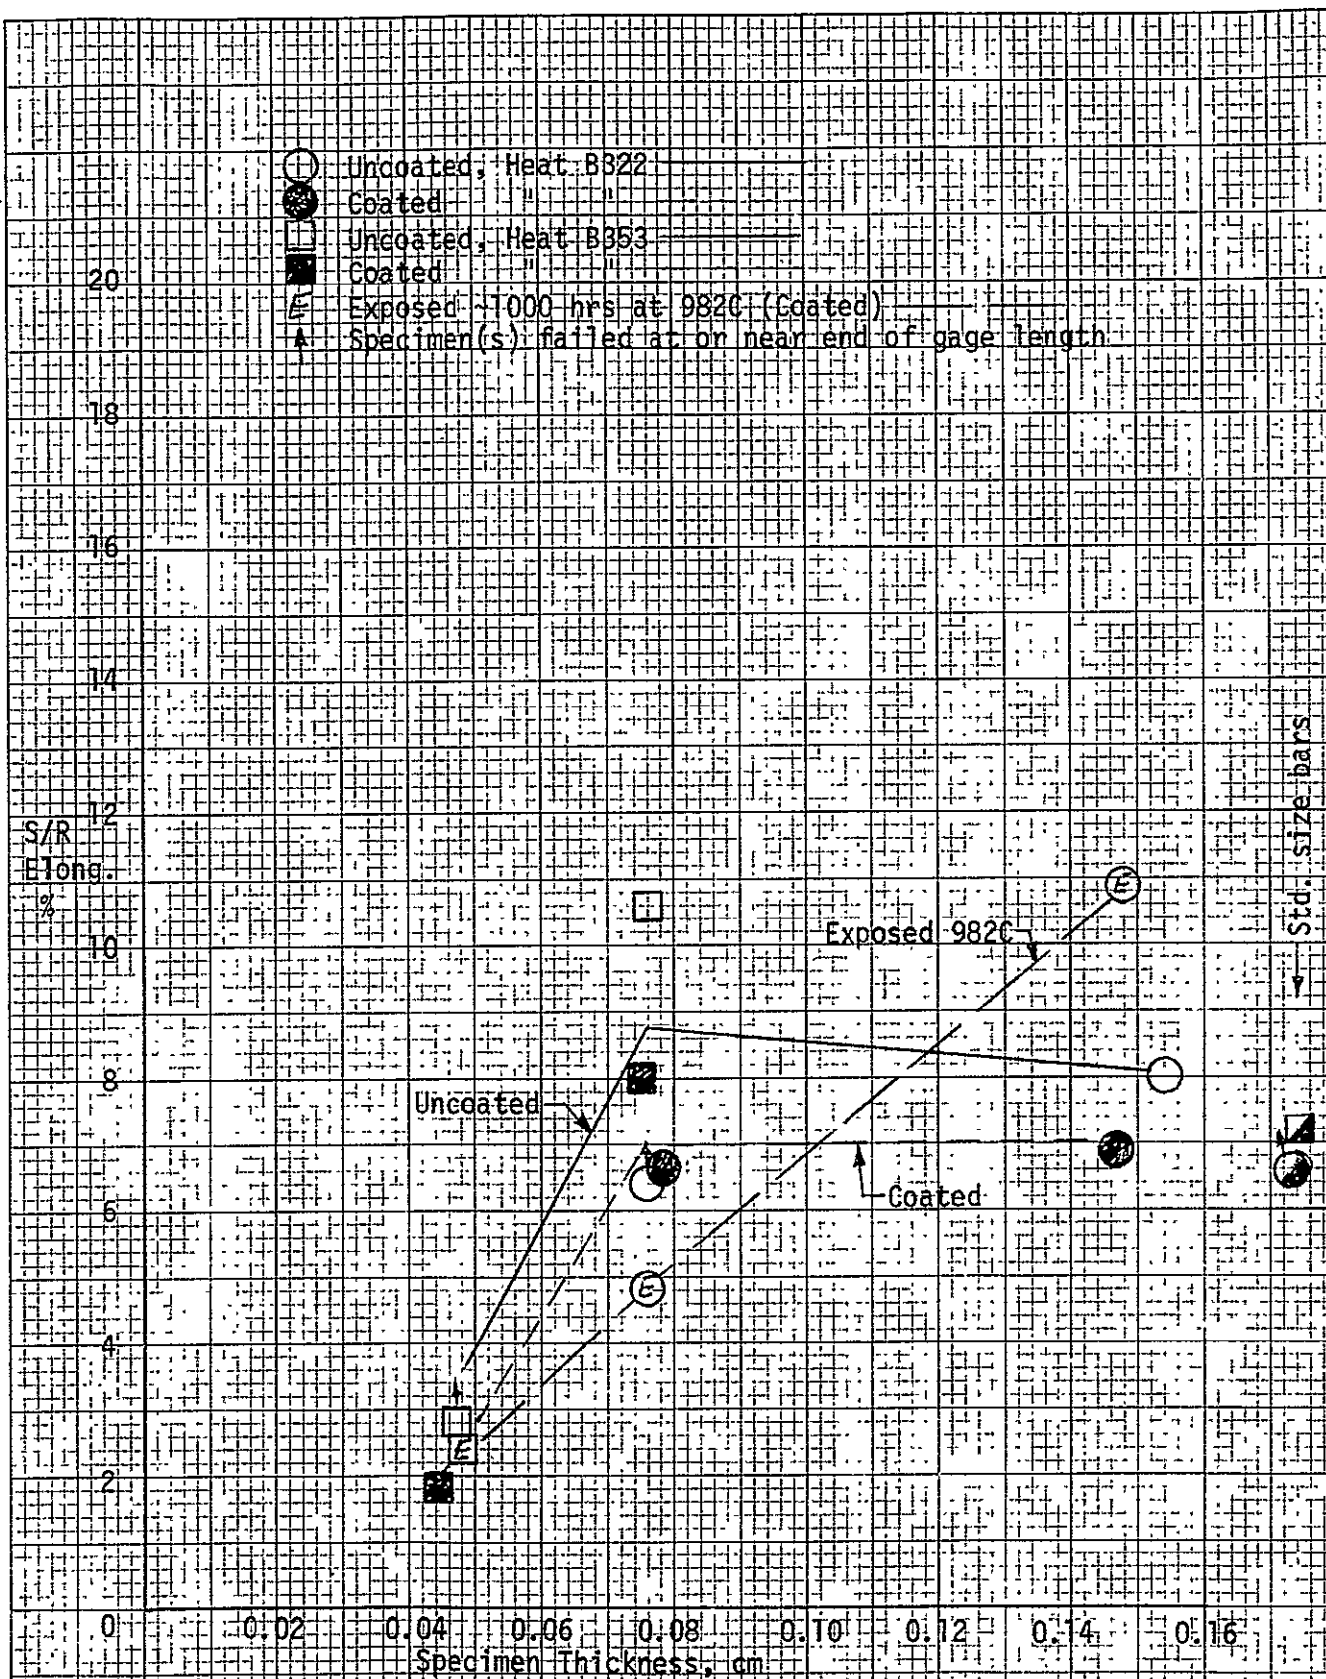 Uncoated, Heat B322
Coated " "
Uncoated, Heat B353
Coated " "
E Exposed ~1000 hrs at 982C (Coated)
Specimen(s) failed at or near end of gage length
20
18
16
14
12
S/R
Elong.
%
10
8
6
4
2
0
Std. size bars
Exposed 982C
E
Uncoated
Coated
E
E
0.02
0.04
0.06
0.08
0.10
0.12
0.14
0.16
Specimen Thickness, cm